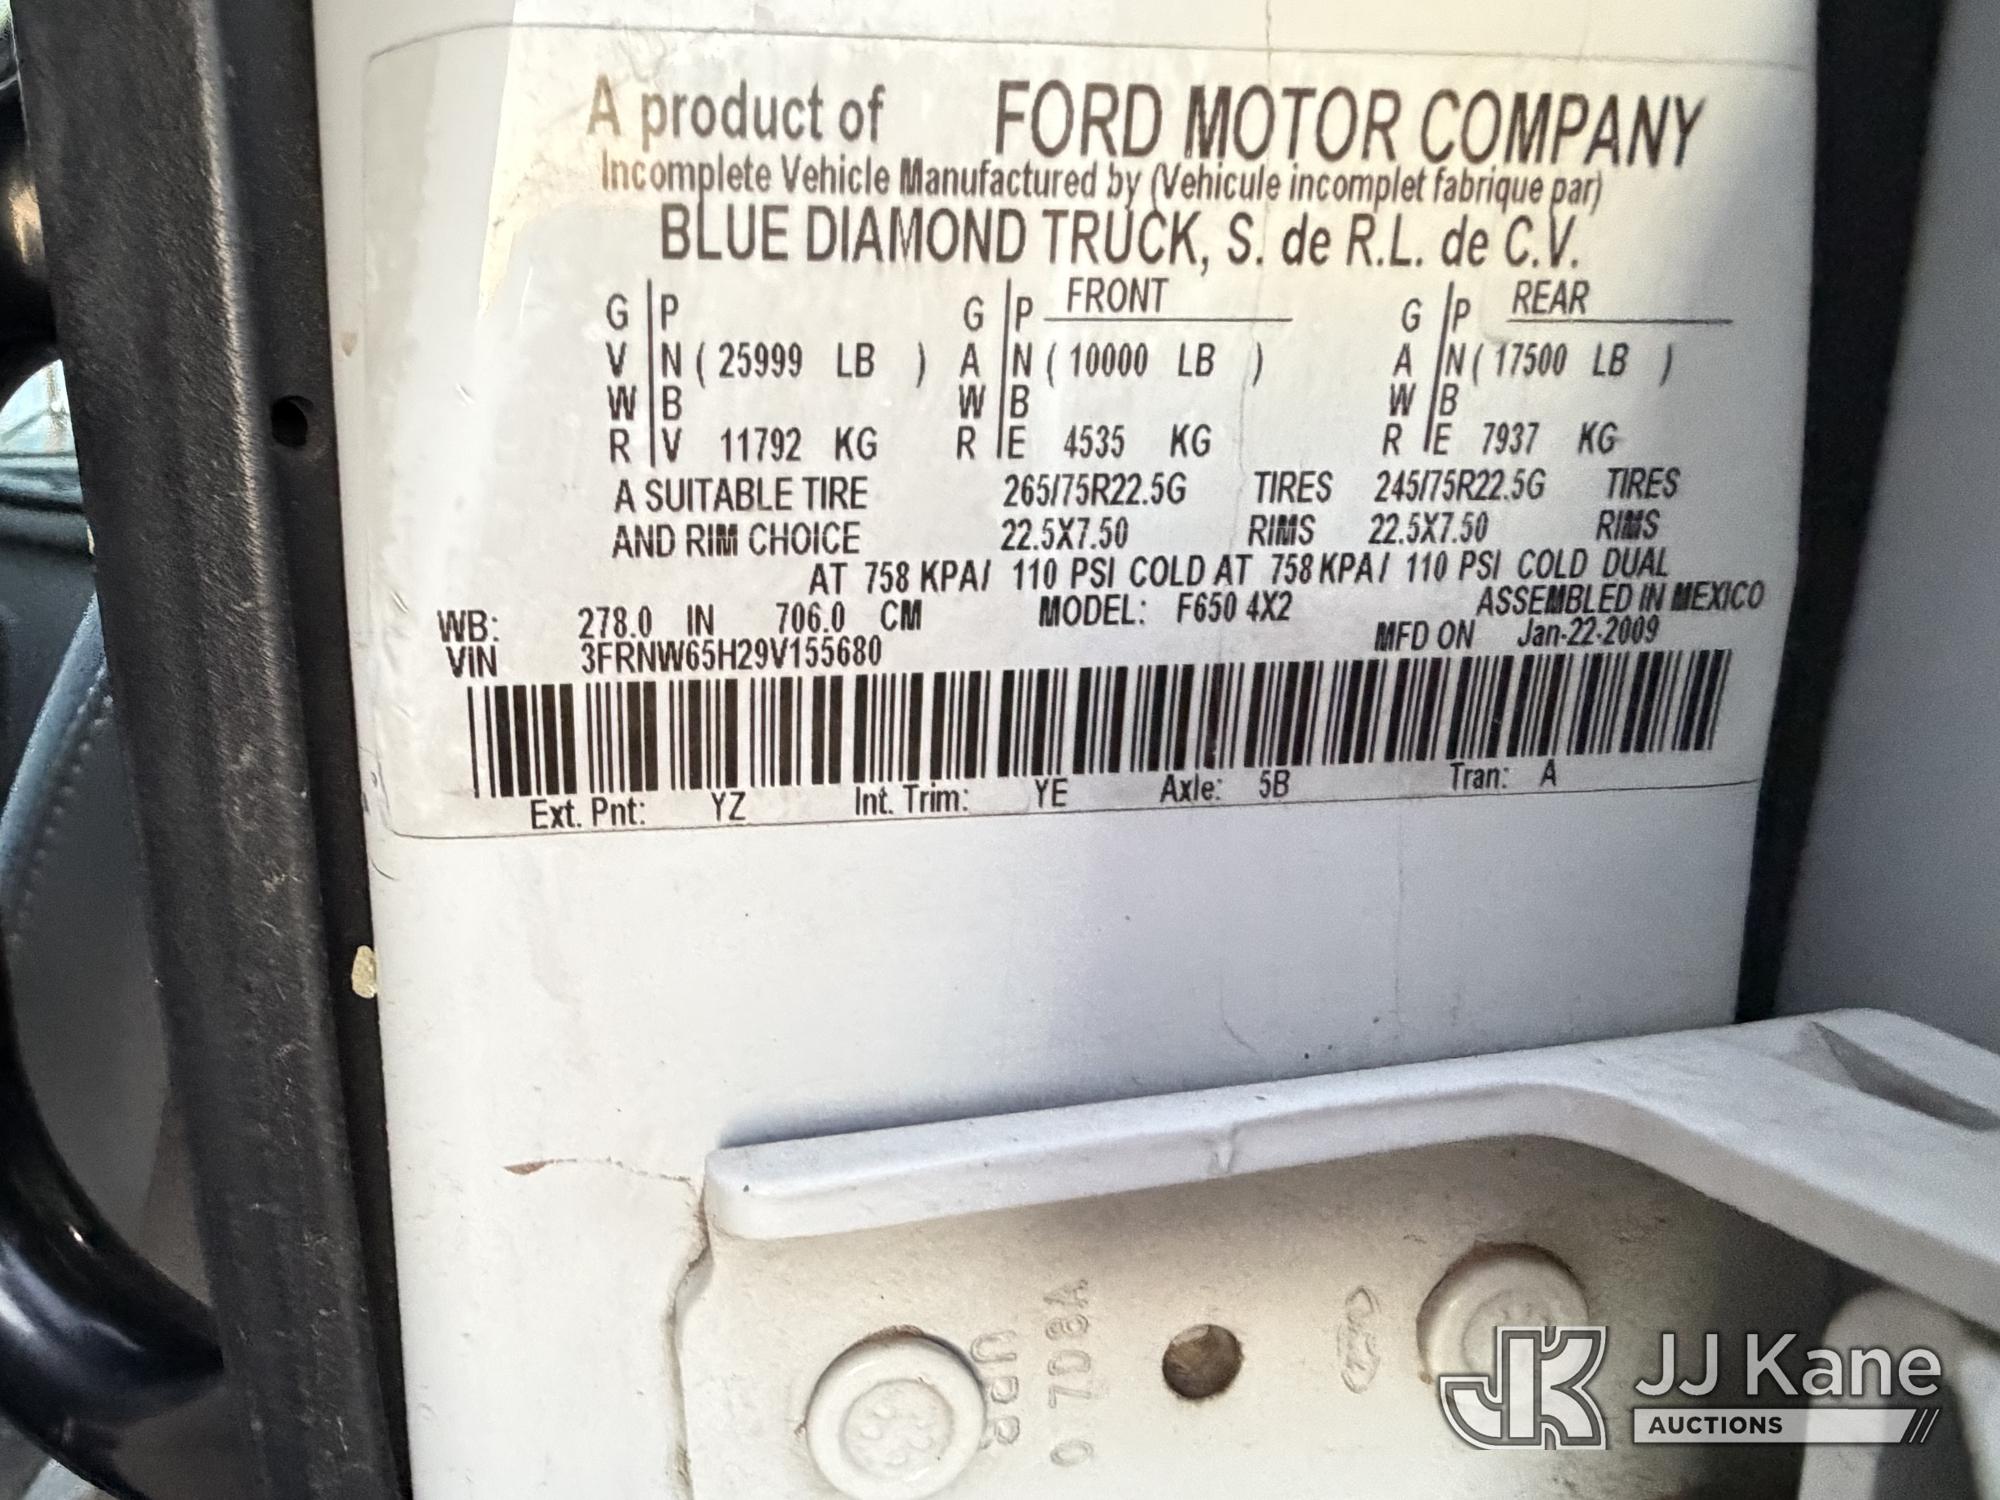 A product of FORD MOTOR COMPANY
Incomplete Vehicle Manufactured by (Vehicule incomplet fabrique par)
BLUE DIAMOND TRUCK, S. de R.L. de C.V.
G P G P FRONT G P REAR
V N ( 25999 LB ) A N ( 10000 LB ) A N ( 17500 LB )
W B W B W B
R V 11792 KG R E 4535 KG R E 7937 KG
A SUITABLE TIRE 265/75R22.5G TIRES 245/75R22.5G TIRES
AND RIM CHOICE 22.5X7.50 RIMS 22.5X7.50 RIMS
AT 758 KPA/ 110 PSI COLD AT 758 KPA/ 110 PSI COLD DUAL
WB: 278.0 IN 706.0 CM MODEL: F650 4X2 ASSEMBLED IN MEXICO
VIN 3FRNW65H29V155680 MFD ON Jan-22-2009
Ext. Pnt: YZ Int. Trim: YE Axle: 5B Tran: A
UPR
07D8A
JK JJ Kane
AUCTIONS